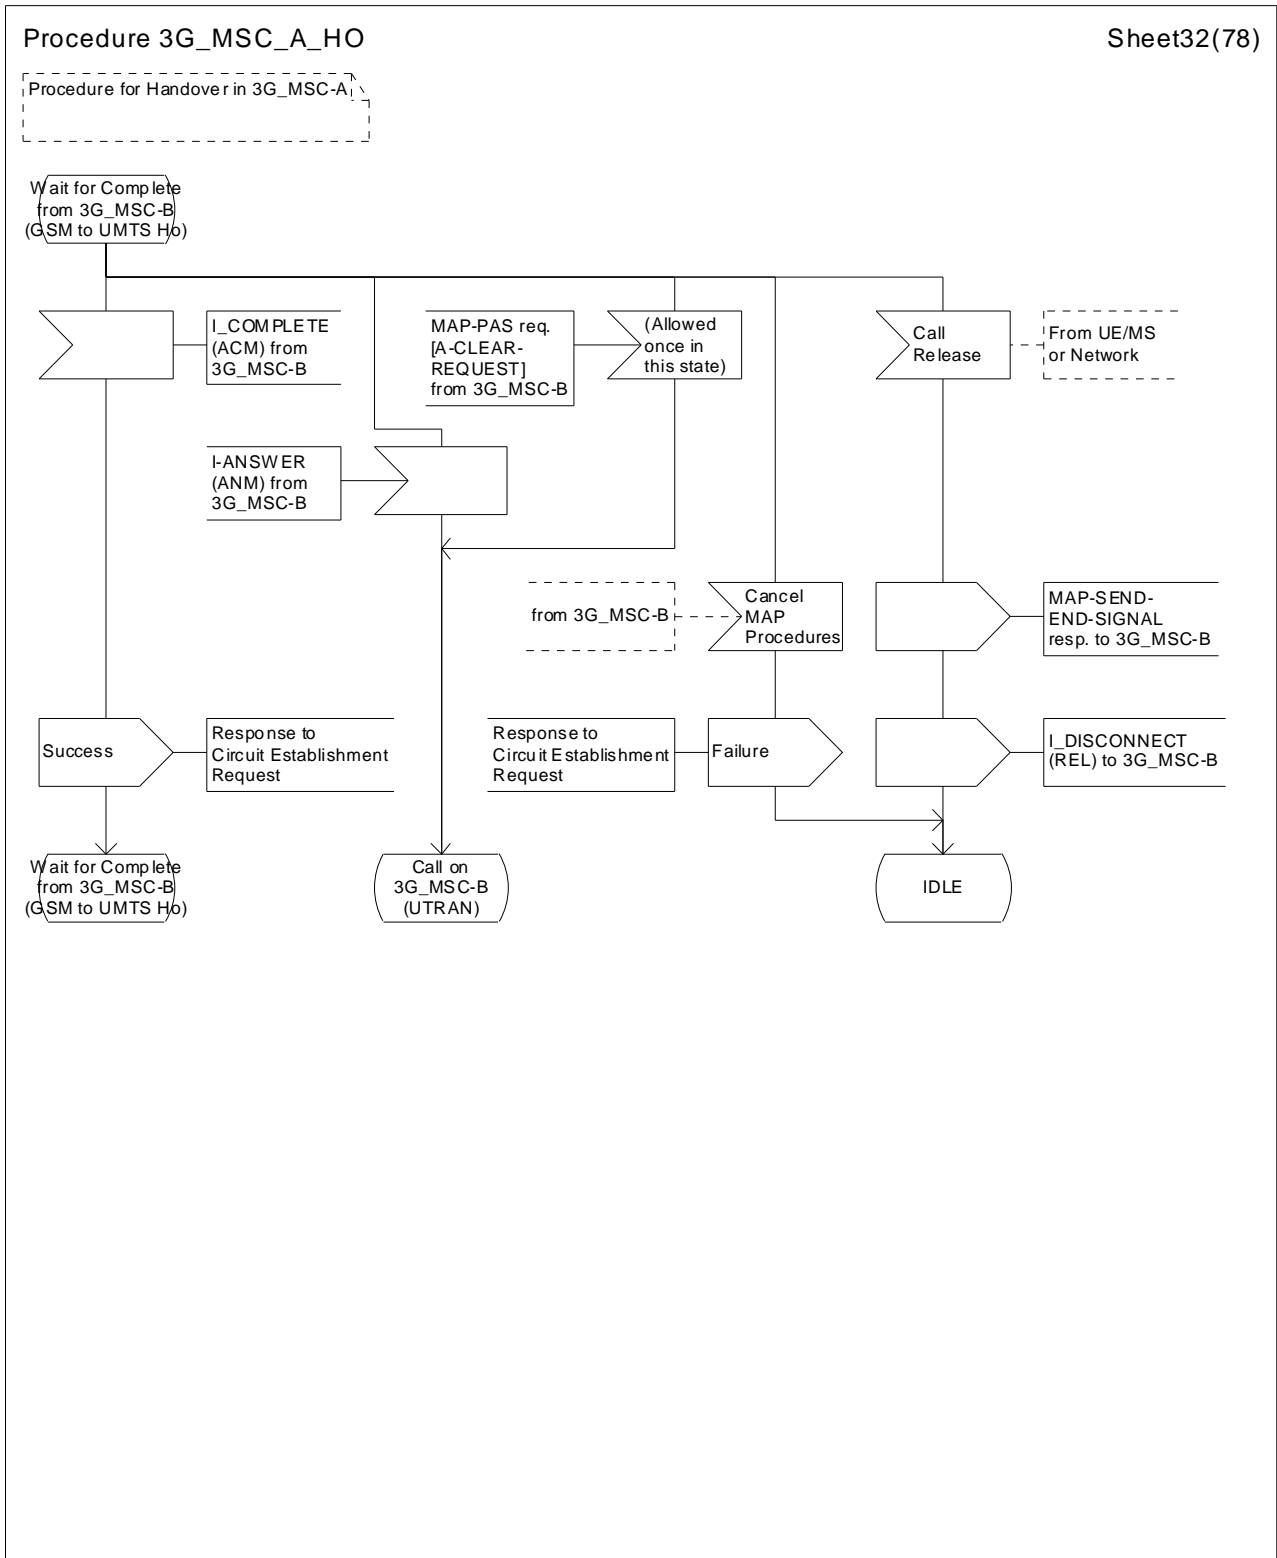 Procedure 3G_MSC_A_HO
Sheet32(78)
Procedure for Handover in 3G_MSC-A
Wait for Complete
from 3G_MSC-B
(GSM to UMTS Ho)
I_COMPLETE
(ACM) from
3G_MSC-B
MAP-PAS req.
[A-CLEAR-
REQUEST]
from 3G_MSC-B
(Allowed
once in
this state)
Call
Release
From UE/MS
or Network
I-ANSWER
(ANM) from
3G_MSC-B
from 3G_MSC-B
Cancel
MAP
Procedures
MAP-SEND-
END-SIGNAL
resp. to 3G_MSC-B
Success
Response to
Circuit Establishment
Request
Response to
Circuit Establishment
Request
Failure
I_DISCONNECT
(REL) to 3G_MSC-B
Wait for Complete
from 3G_MSC-B
(GSM to UMTS Ho)
Call on
3G_MSC-B
(UTRAN)
IDLE